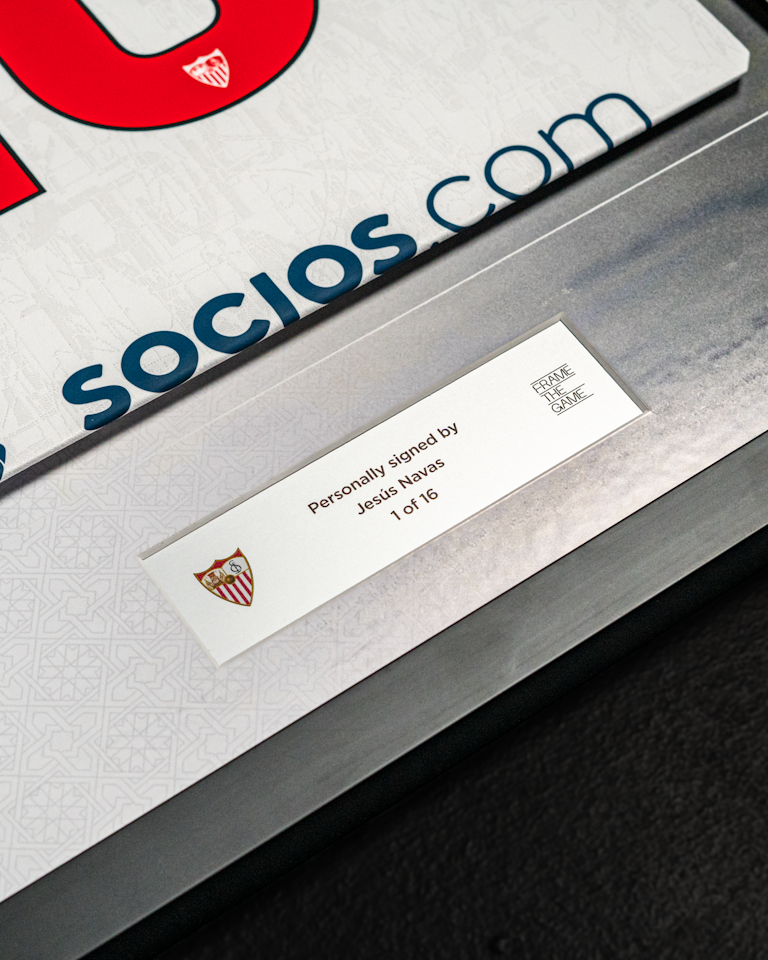 socios.com
Personally signed by
Jesús Navas
1 of 16
FRAME
THE
GAME